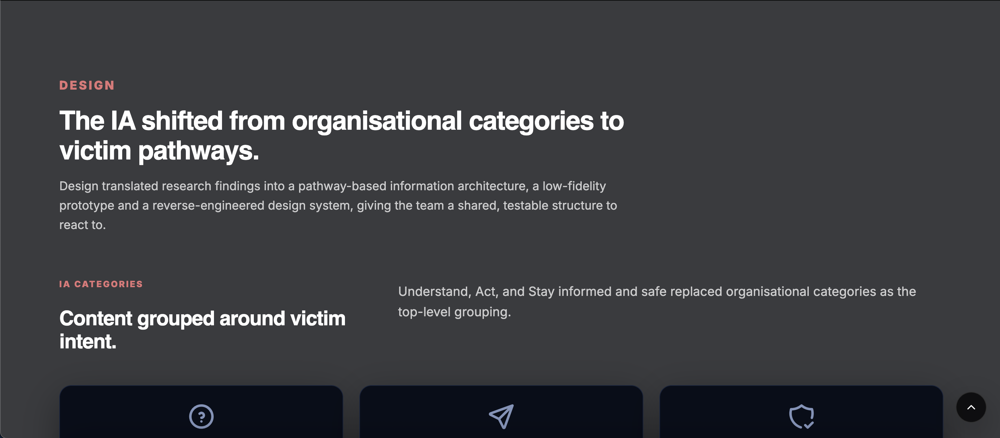 DESIGN
The IA shifted from organisational categories to
victim pathways.
Design translated research findings into a pathway-based information architecture, a low-fidelity
prototype and a reverse-engineered design system, giving the team a shared, testable structure to
react to.
IA CATEGORIES
Content grouped around victim
intent.
Understand, Act, and Stay informed and safe replaced organisational categories as the
top-level grouping.